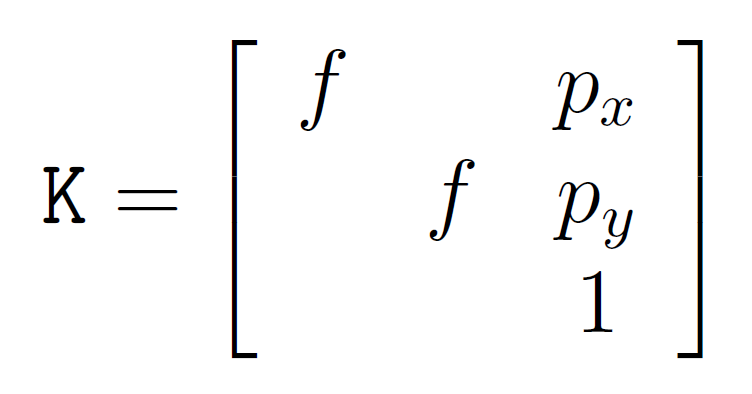 f p_x
K = f p_y
1